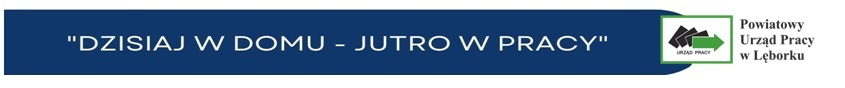 "DZISIAJ W DOMU - JUTRO W PRACY"
URZĄD PRACY
Powiatowy
Urząd Pracy
w Lęborku